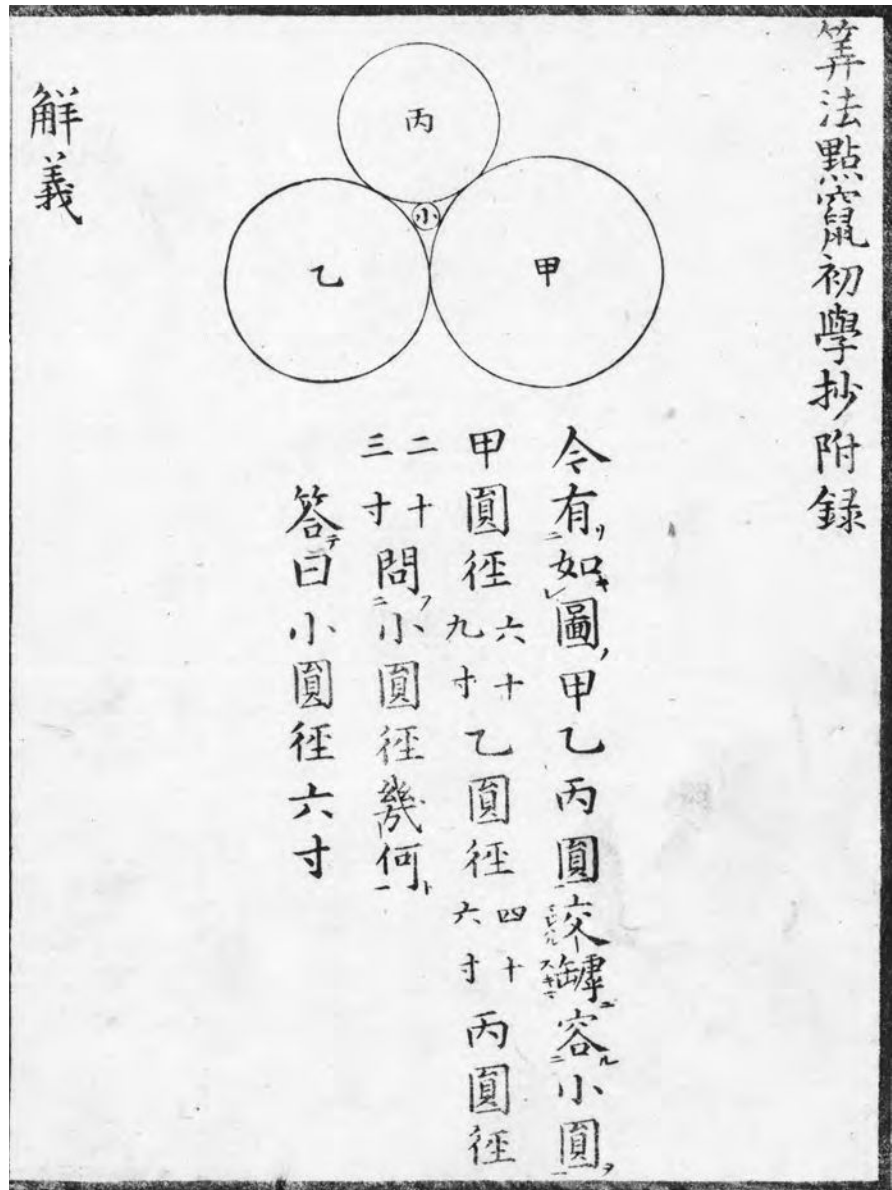 筭法點竄初學抄附録
丙
小
乙
甲
今有如圖甲乙丙圓交罅容小圓
甲圓徑六十九寸乙圓徑四十六寸丙圓徑
二十三寸問小圓徑幾何
答曰小圓徑六寸
解義